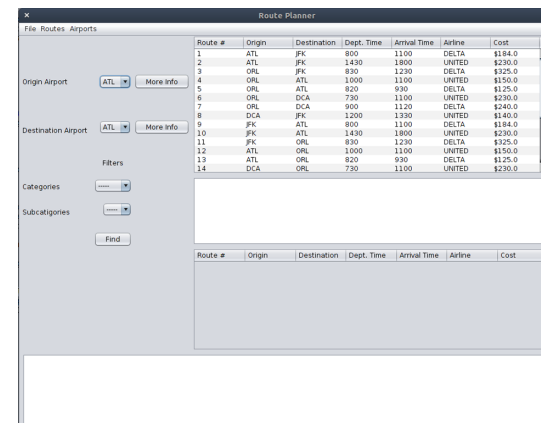 Route Planner
File Routes Airports
Route # Origin Destination Dept. Time Arrival Time Airline Cost
1 ATL JFK 800 1100 DELTA $184.0
2 ATL JFK 1430 1800 UNITED $230.0
3 ORL JFK 830 1230 DELTA $325.0
4 ORL ATL 1000 1100 UNITED $150.0
5 ORL ATL 820 930 DELTA $125.0
6 ORL DCA 730 1100 UNITED $230.0
7 ORL DCA 900 1120 DELTA $240.0
8 DCA JFK 1200 1330 UNITED $140.0
9 JFK ATL 800 1100 DELTA $184.0
10 JFK ATL 1430 1800 UNITED $230.0
11 JFK ORL 830 1230 DELTA $325.0
12 ATL ORL 1000 1100 UNITED $150.0
13 ATL ORL 820 930 DELTA $125.0
14 DCA ORL 730 1100 UNITED $230.0
Origin Airport ATL More Info
Destination Airport ATL More Info
Filters
Categories -----
Subcatigories -----
Find
Route # Origin Destination Dept. Time Arrival Time Airline Cost